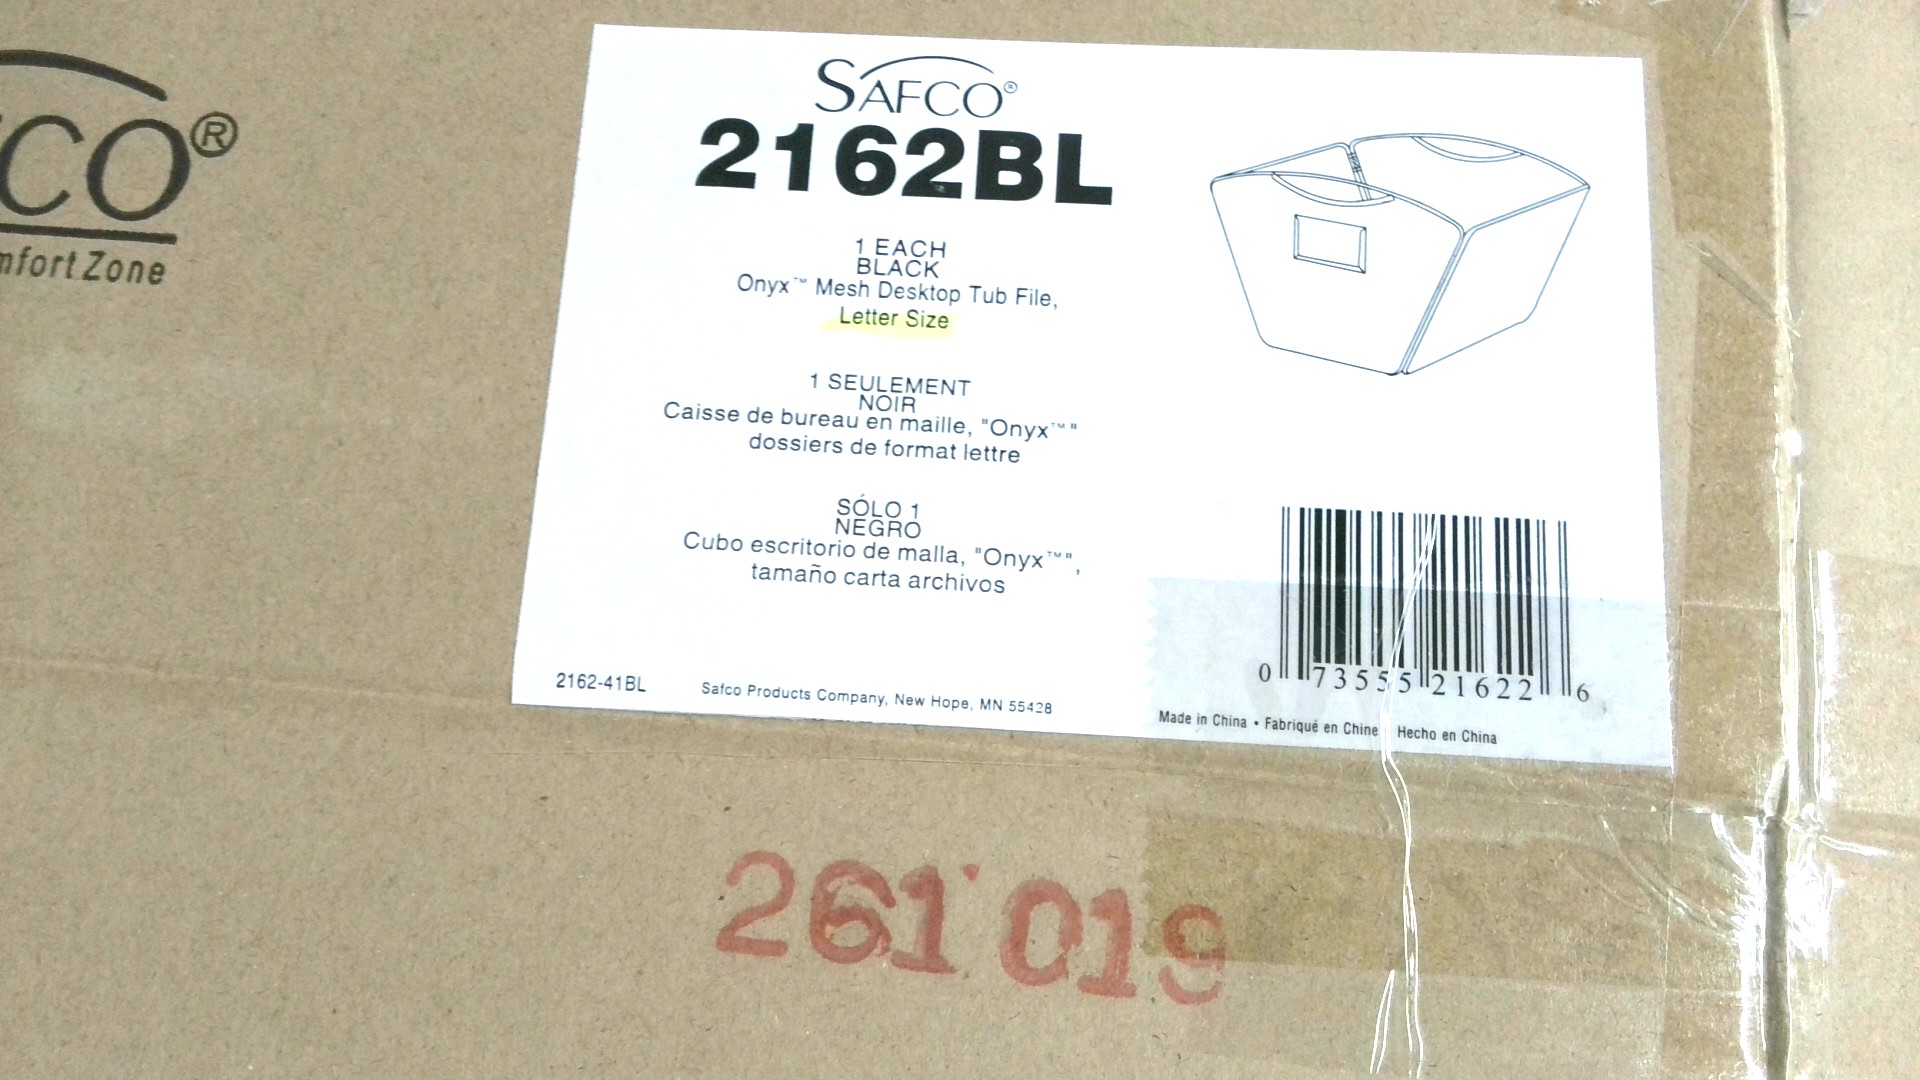 CO®
mfort Zone
SAFCO®
2162BL
1 EACH
BLACK
Onyx™ Mesh Desktop Tub File,
Letter Size
1 SEULEMENT
NOIR
Caisse de bureau en maille, "Onyx™"
dossiers de format lettre
SÓLO 1
NEGRO
Cubo escritorio de malla, "Onyx™",
tamaño carta archivos
0 73555 21622 6
2162-41BL
Safco Products Company, New Hope, MN 55428
Made in China • Fabriqué en Chine Hecho en China
261 019